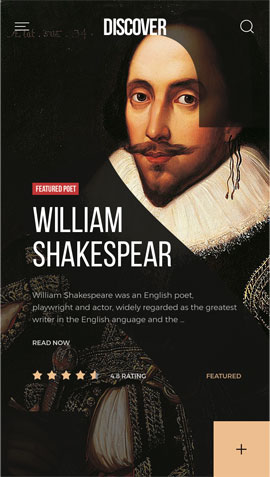 DISCOVER
FEATURED POET
WILLIAM
SHAKESPEAR
William Shakespeare was an English poet,
playwright and actor, widely regarded as the greatest
writer in the English anguage and the ...
READ NOW
4.8 RATING
FEATURED
+